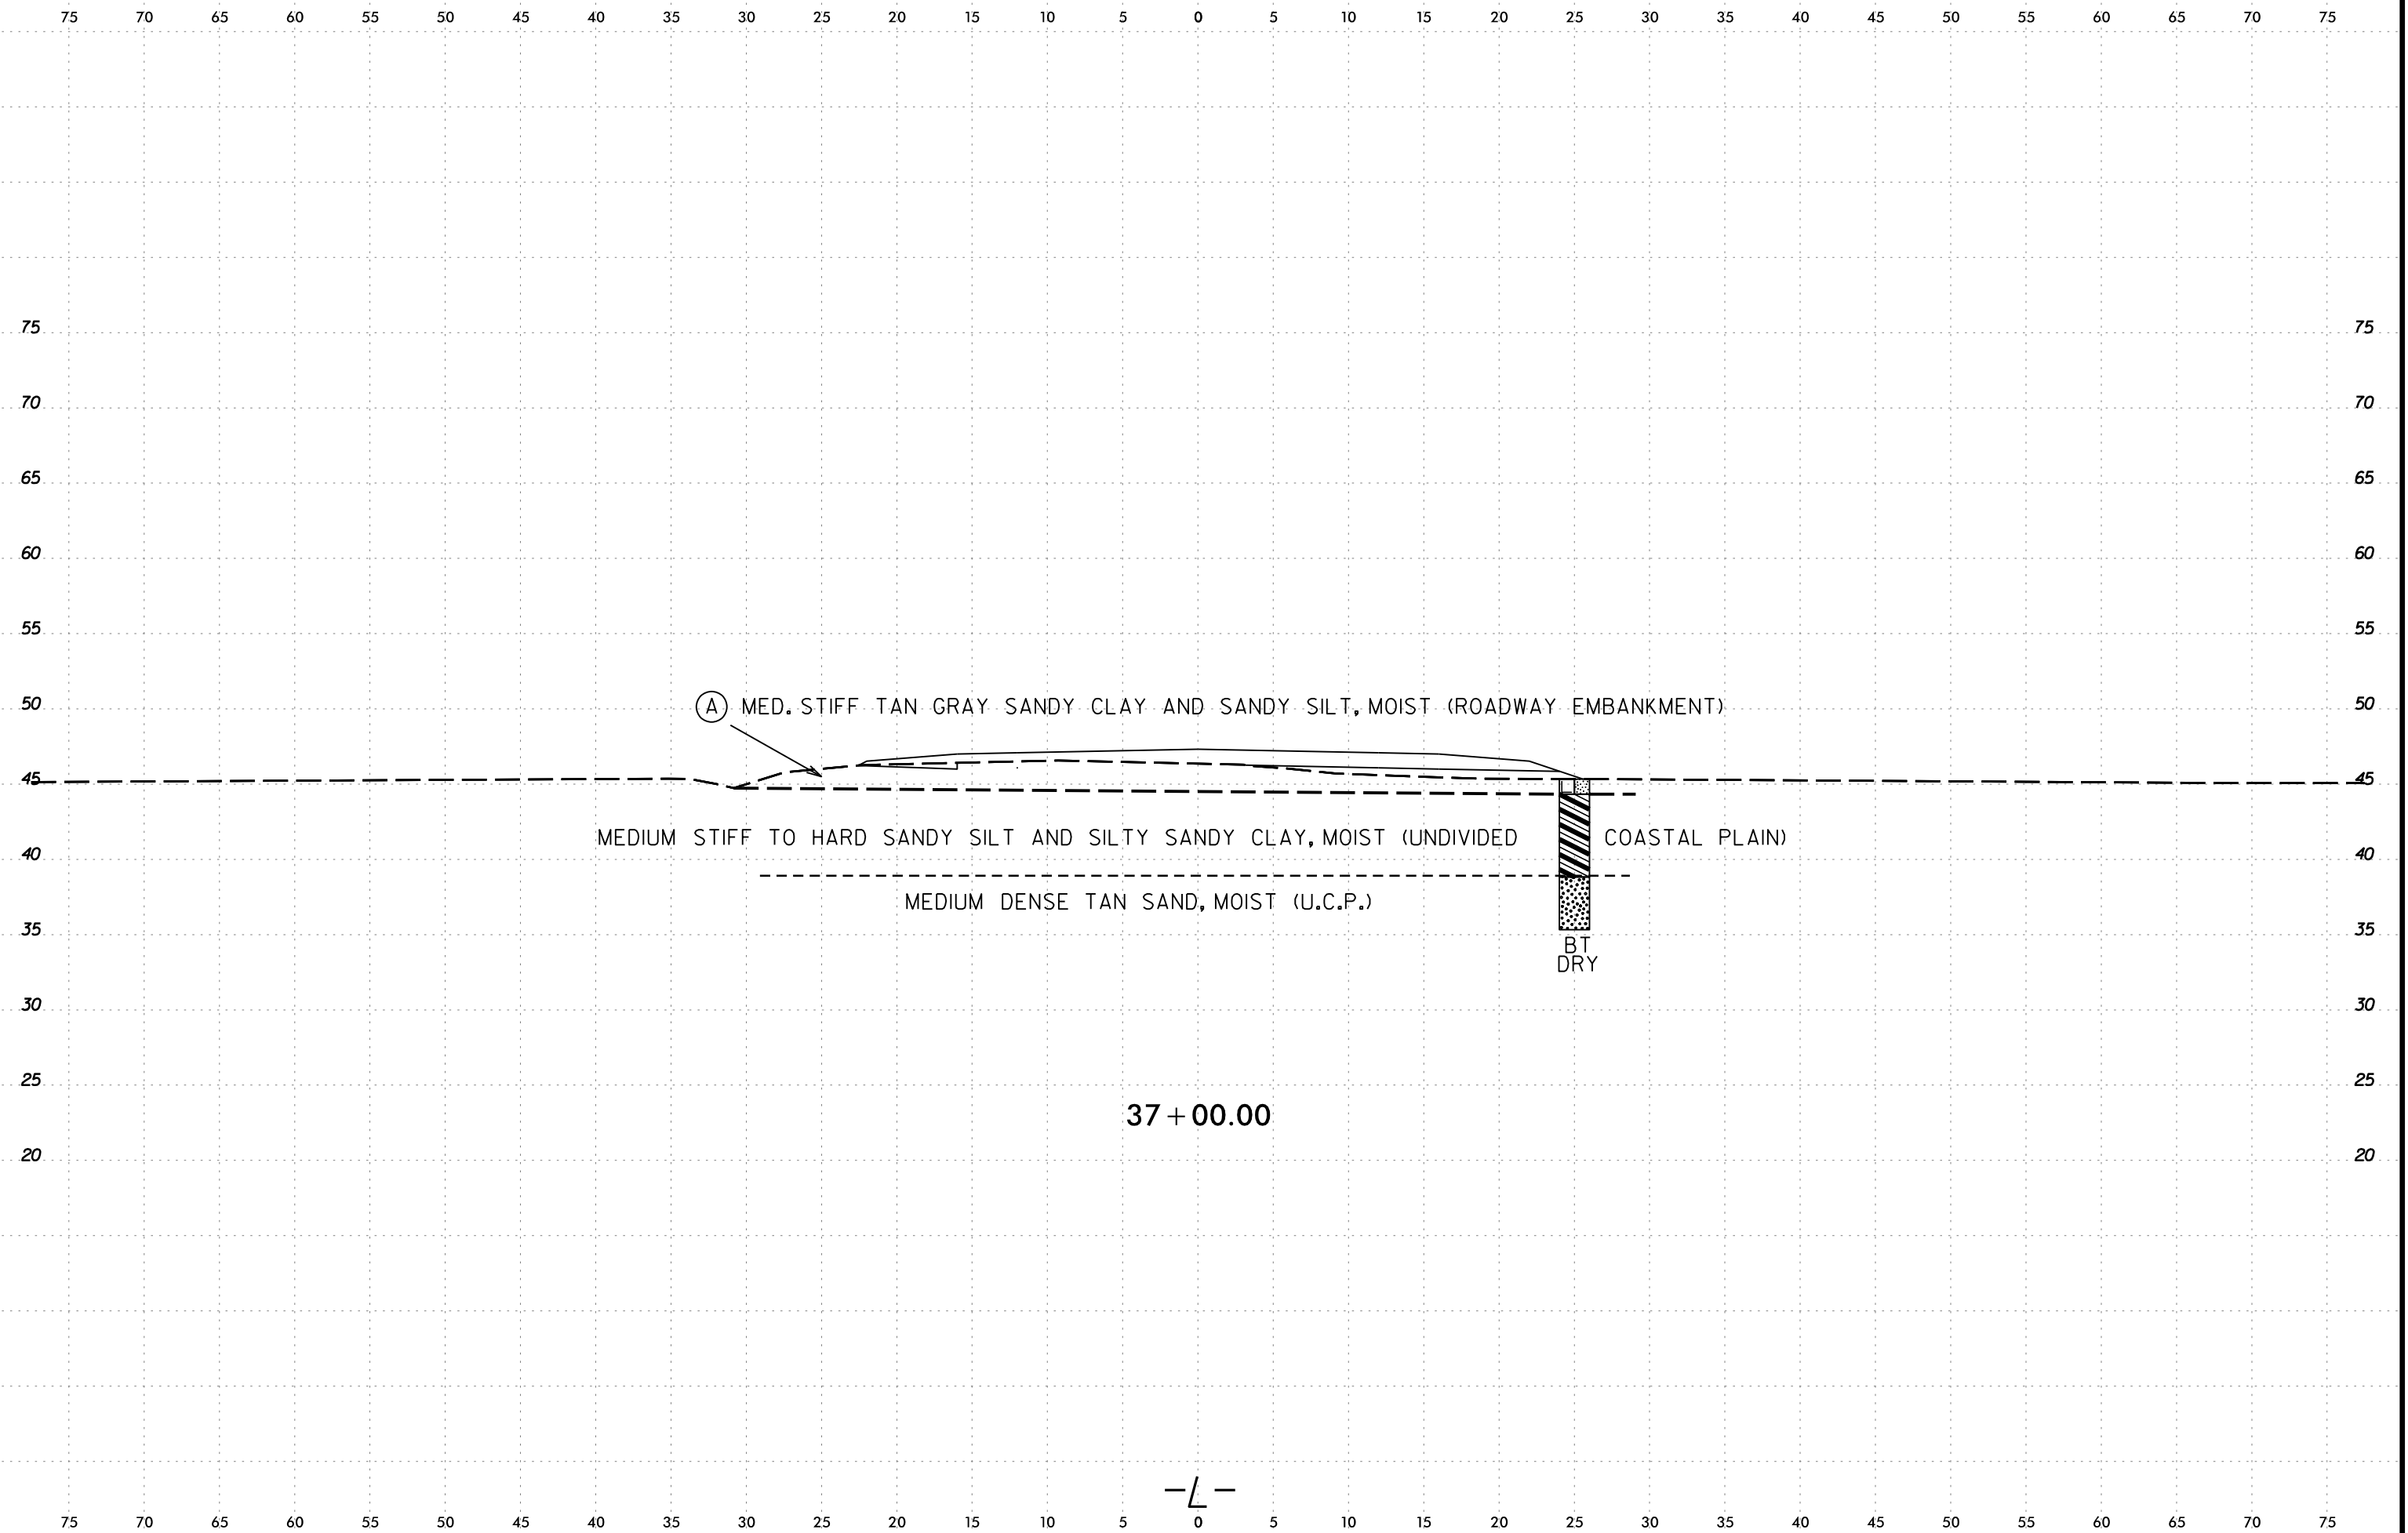 75 70 65 60 55 50 45 40 35 30 25 20 15 10 5 0 5 10 15 20 25 30 35 40 45 50 55 60 65 70 75
75 75
70 70
65 65
60 60
55 55
50 50
A MED. STIFF TAN GRAY SANDY CLAY AND SANDY SILT, MOIST (ROADWAY EMBANKMENT)
45 45
MEDIUM STIFF TO HARD SANDY SILT AND SILTY SANDY CLAY, MOIST (UNDIVIDED COASTAL PLAIN)
40 40
MEDIUM DENSE TAN SAND, MOIST (U.C.P.)
35 35
BT
DRY
30 30
25 25
37+00.00
20 20
-L-
75 70 65 60 55 50 45 40 35 30 25 20 15 10 5 0 5 10 15 20 25 30 35 40 45 50 55 60 65 70 75